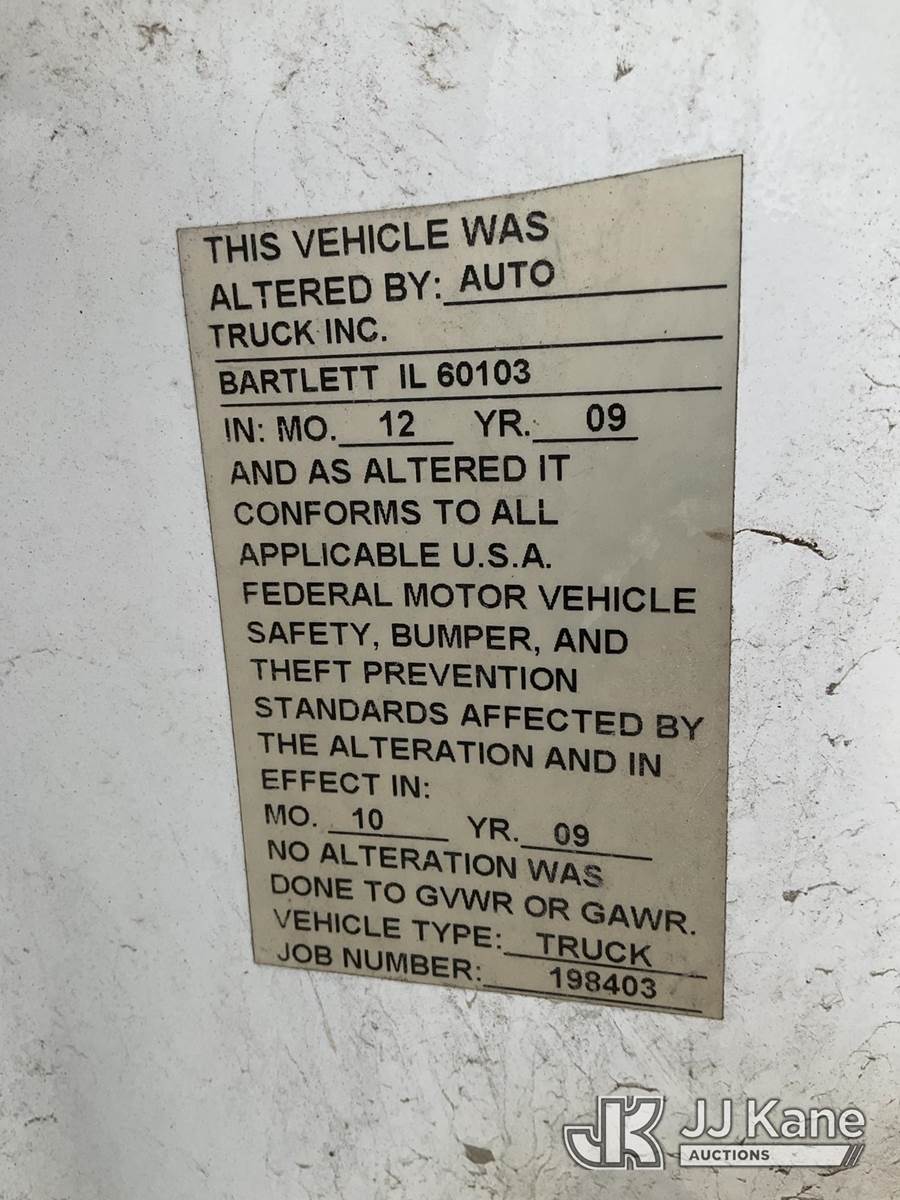 THIS VEHICLE WAS
ALTERED BY: AUTO
TRUCK INC.
BARTLETT IL 60103
IN: MO. 12 YR. 09
AND AS ALTERED IT
CONFORMS TO ALL
APPLICABLE U.S.A.
FEDERAL MOTOR VEHICLE
SAFETY, BUMPER, AND
THEFT PREVENTION
STANDARDS AFFECTED BY
THE ALTERATION AND IN
EFFECT IN:
MO. 10 YR. 09
NO ALTERATION WAS
DONE TO GVWR OR GAWR.
VEHICLE TYPE: TRUCK
JOB NUMBER: 198403
JK JJ Kane
AUCTIONS